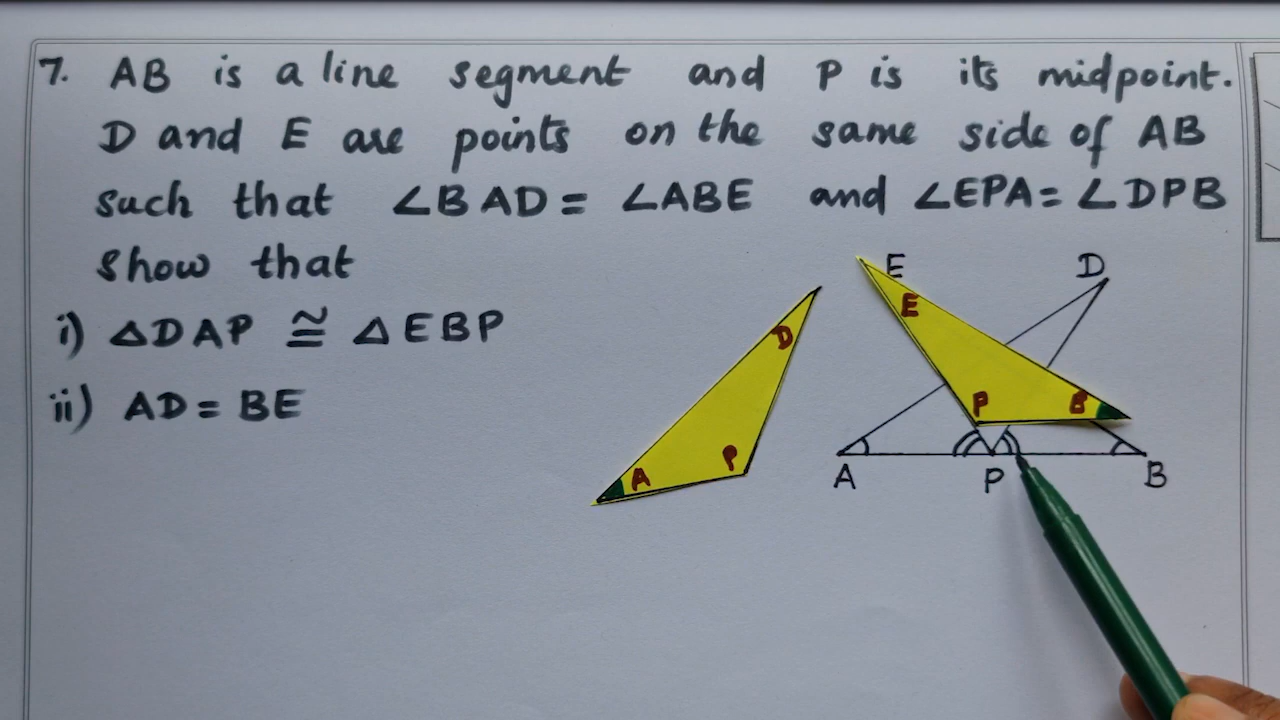 7. AB is a line segment and P is its midpoint.
D and E are points on the same side of AB
such that ∠BAD = ∠ABE and ∠EPA = ∠DPB
show that
i) △DAP ≅ △EBP
ii) AD = BE
E D
E
D
P B
A P
A P B